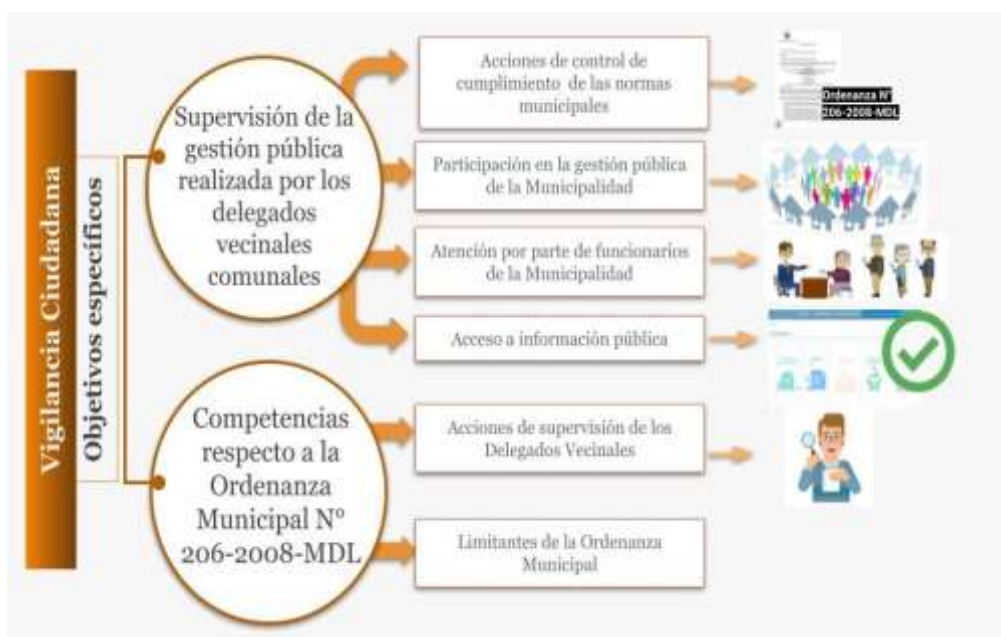 Vigilancia Ciudadana
Objetivos específicos
Supervisión de la
gestión pública
realizada por los
delegados
vecinales
comunales
Acciones de control de
cumplimiento de las normas
municipales
Ordenanza N°
206-2008-MDL
Participación en la gestión pública
de la Municipalidad
Atención por parte de funcionarios
de la Municipalidad
Acceso a información pública
Competencias
respecto a la
Ordenanza
Municipal N°
206-2008-MDL
Acciones de supervisión de los
Delegados Vecinales
Limitantes de la Ordenanza
Municipal